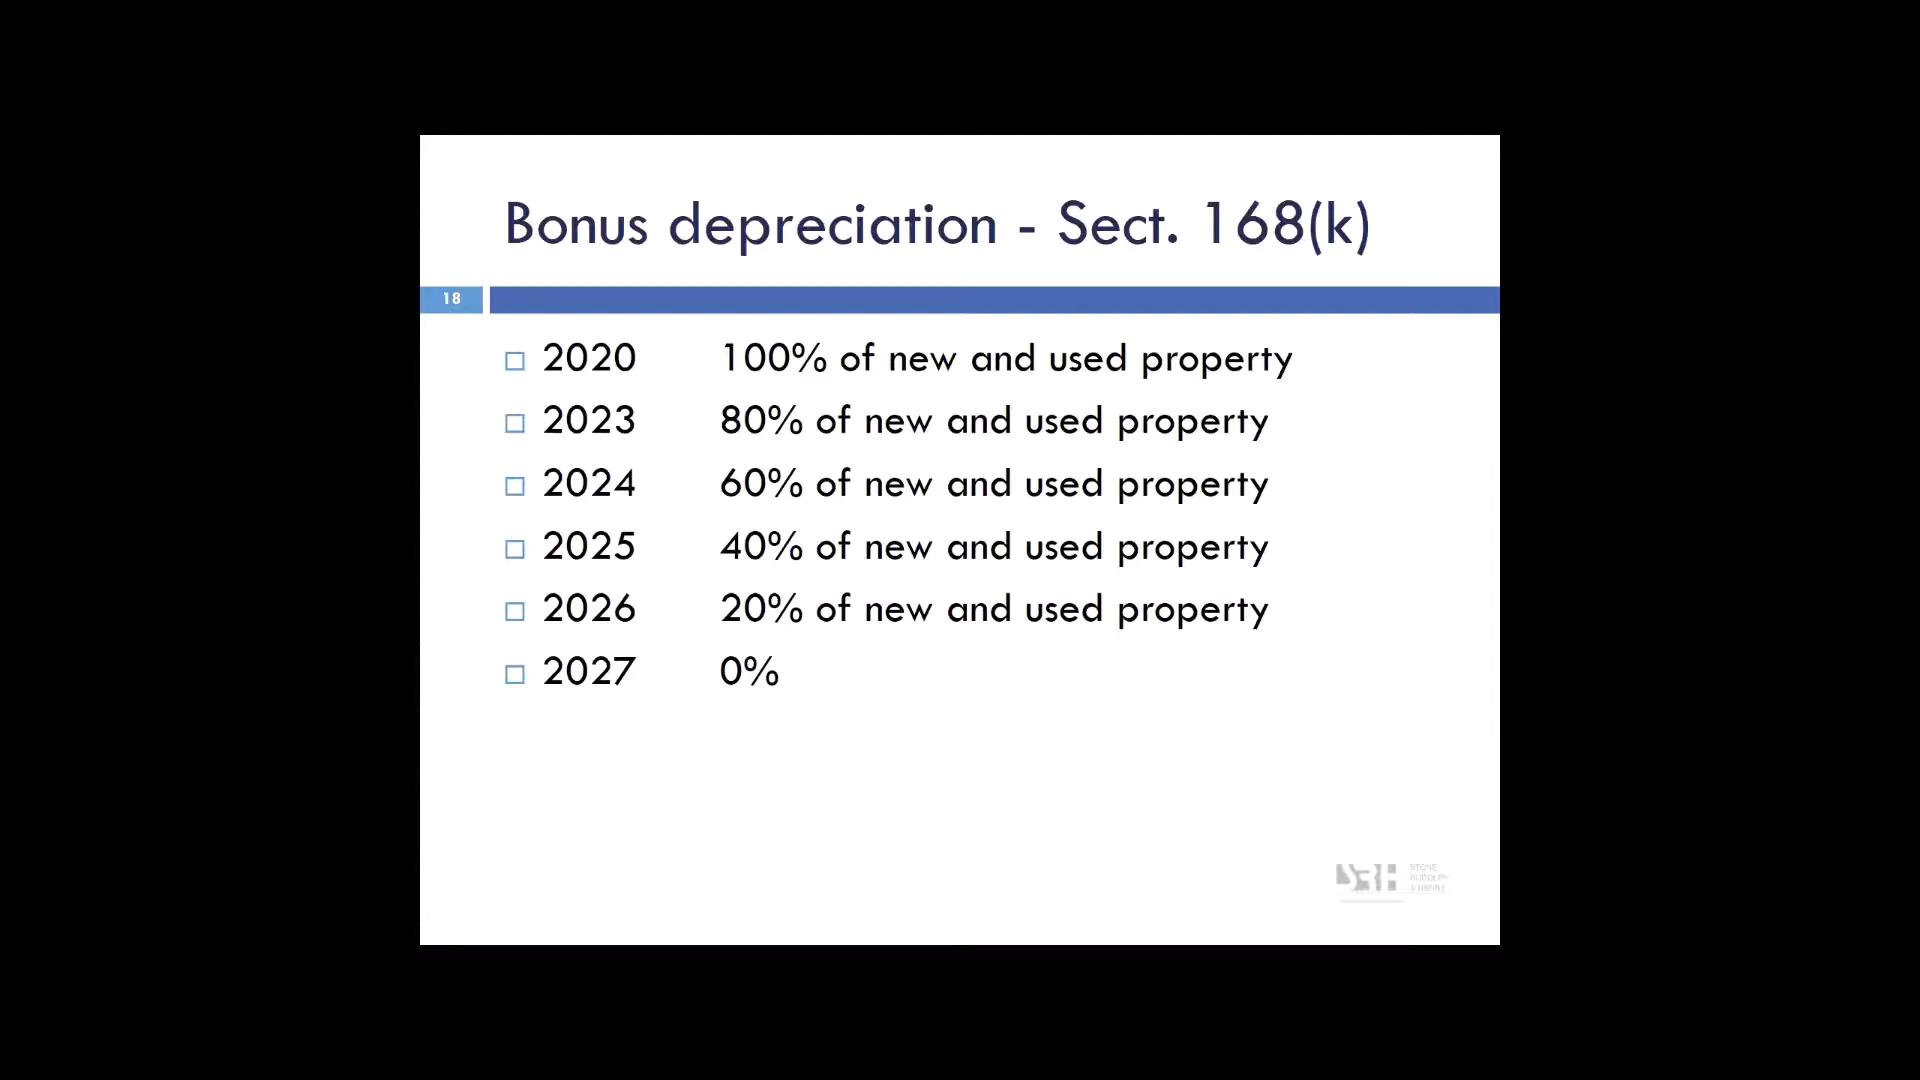 Bonus depreciation - Sect. 168(k)
18
2020 100% of new and used property
2023 80% of new and used property
2024 60% of new and used property
2025 40% of new and used property
2026 20% of new and used property
2027 0%
STONE
RUDOLPH